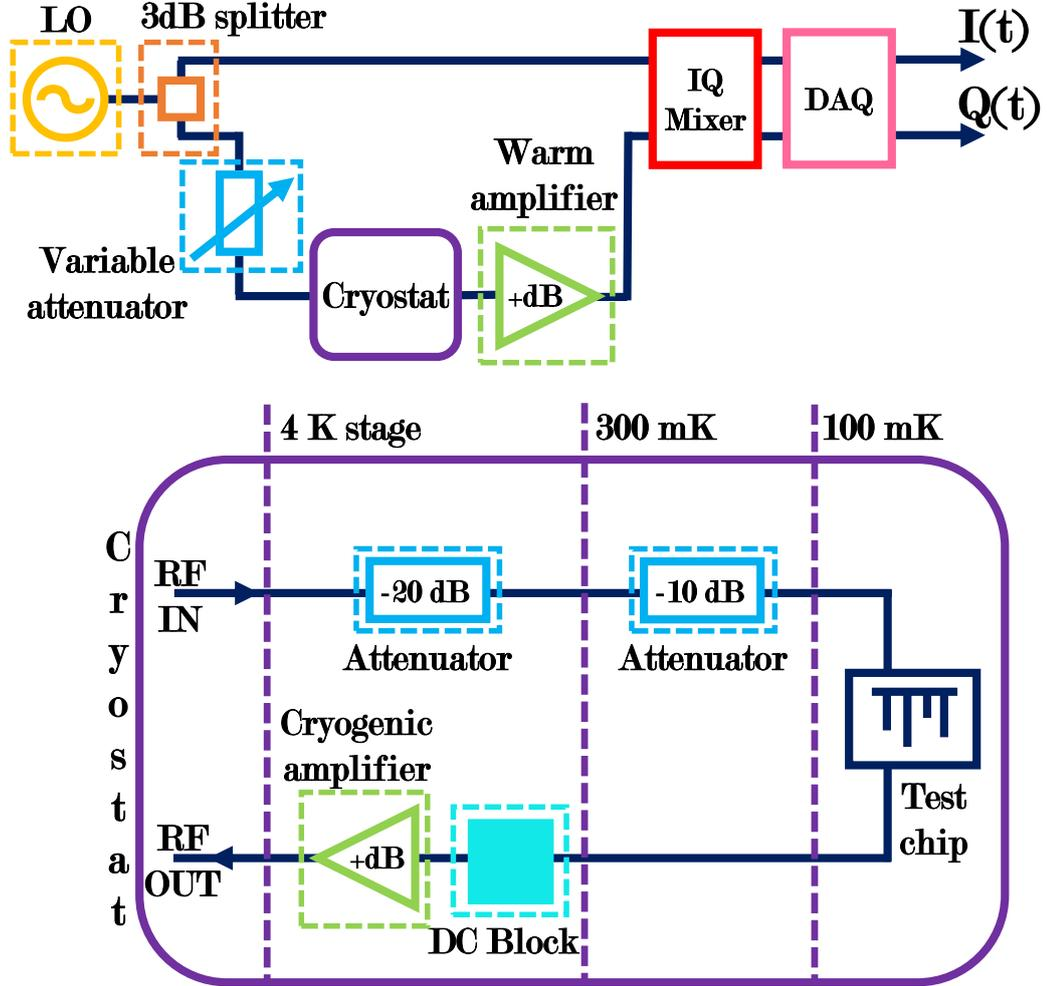 LO
3dB splitter
I(t)
IQ
Mixer
DAQ
Q(t)
Warm
amplifier
Variable
attenuator
Cryostat
+dB
4 K stage
300 mK
100 mK
Cryostat
RF
IN
-20 dB
-10 dB
Attenuator
Attenuator
Cryogenic
amplifier
Test
chip
RF
OUT
+dB
DC Block